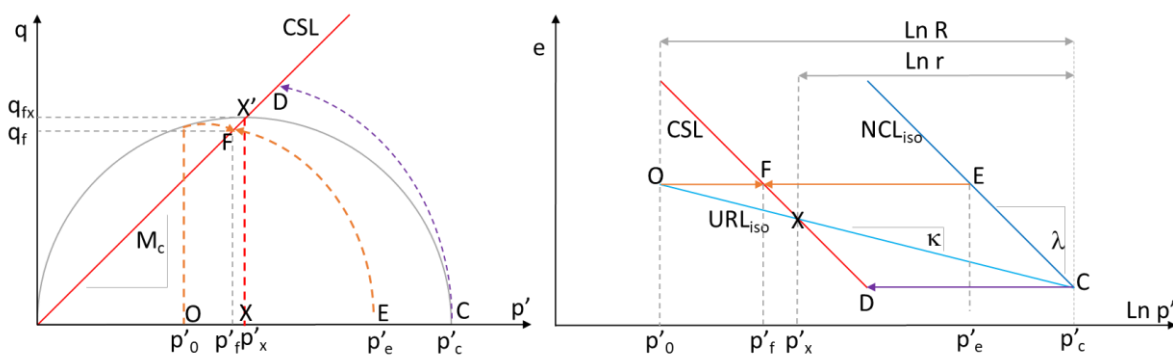 q
CSL
q_fx
X'
D
q_f
F
M_c
O
X
E
C
p'
p'_0
p'_f
p'_x
p'_e
p'_c
e
Ln R
Ln r
CSL
NCL_iso
O
F
E
URL_iso
X
κ
λ
D
C
Ln p'
p'_0
p'_f
p'_x
p'_e
p'_c